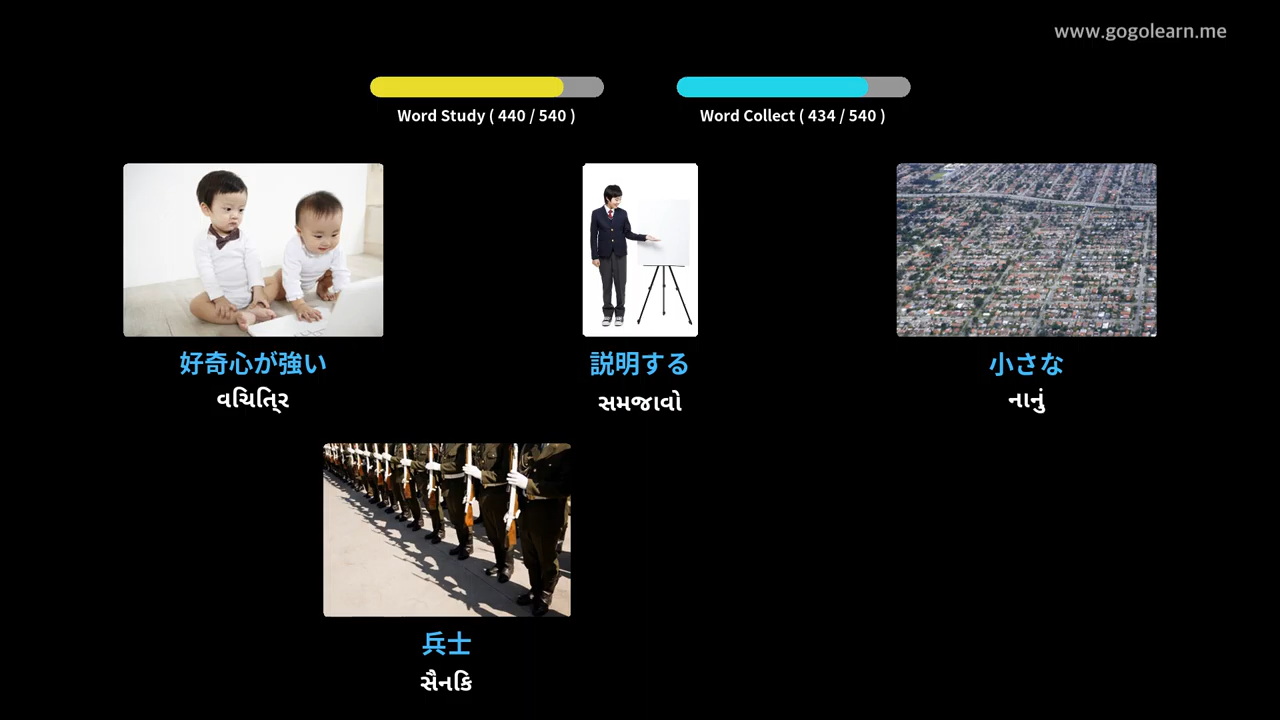 www.gogolearn.me
Word Study ( 440 / 540 )
Word Collect ( 434 / 540 )
好奇心が強い
説明する
小さな
વિચિત્ર
સમજાવો
નાનું
兵士
સૈનિક